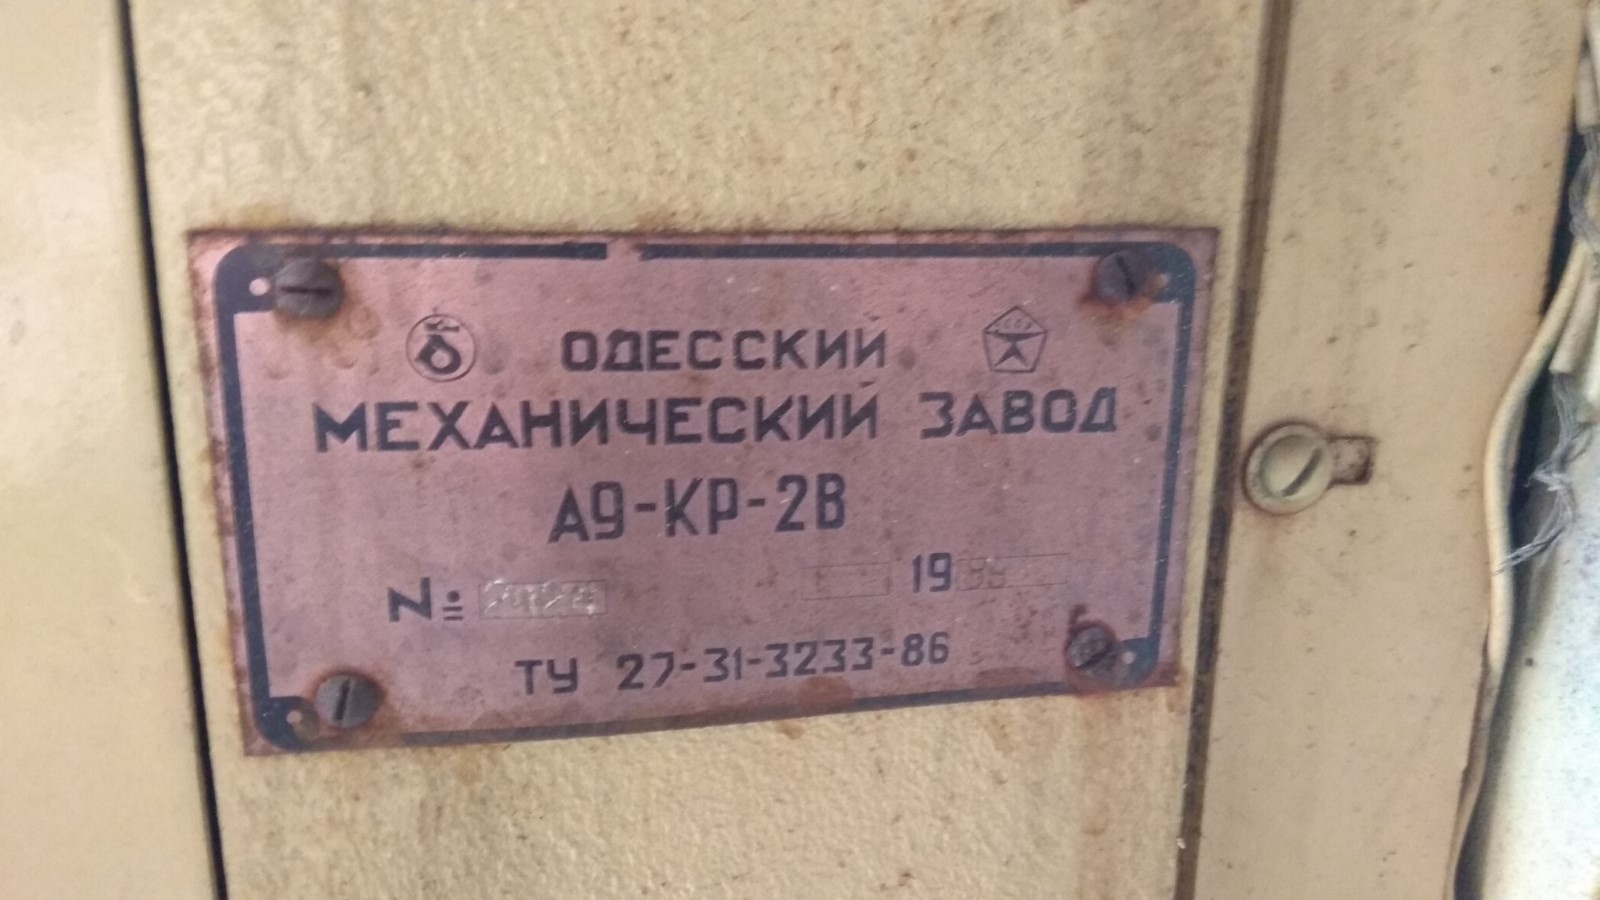 ОДЕССКИЙ
МЕХАНИЧЕСКИЙ ЗАВОД
А9-КР-2В
№
19
ТУ 27-31-3233-86